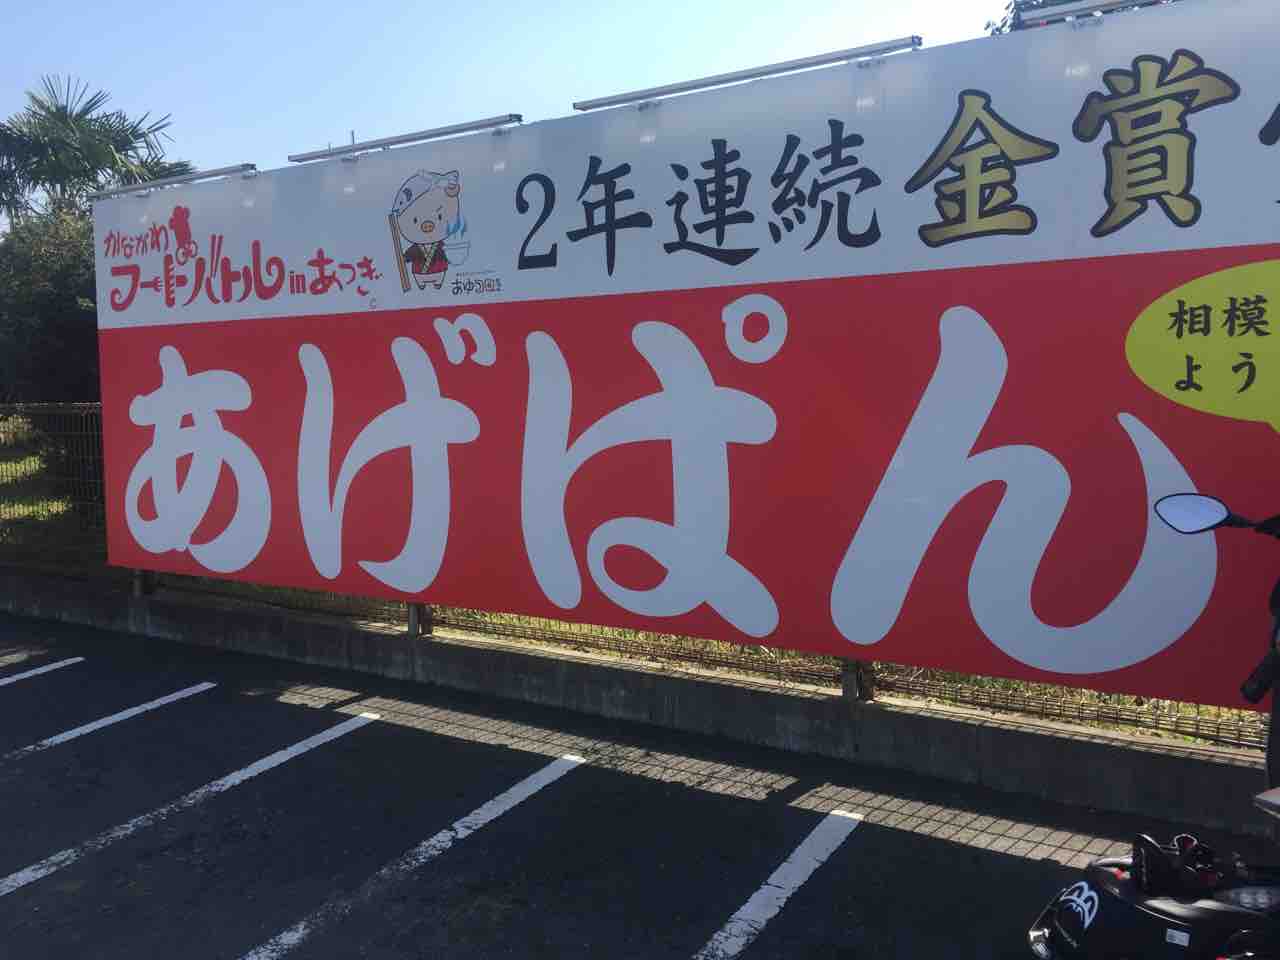 かながわ
フードバトル in あつぎ
2年連続金賞
あげぱん
相模
よう